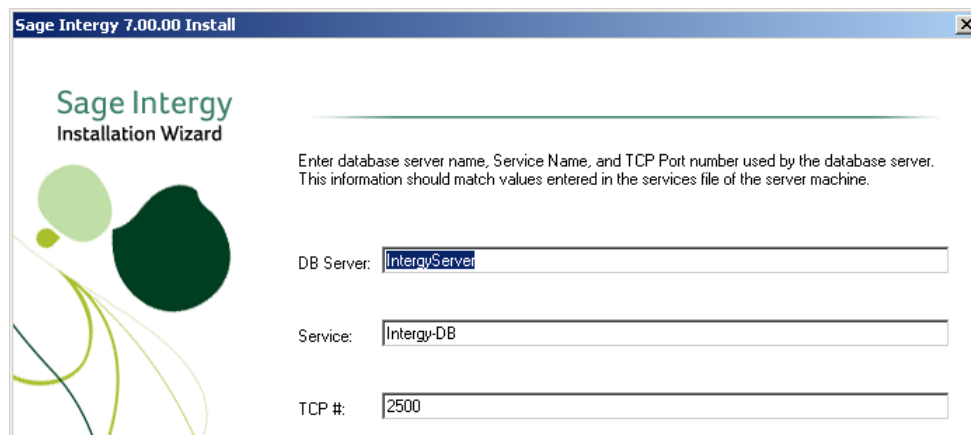 Sage Intergy 7.00.00 Install
Sage Intergy
Installation Wizard
Enter database server name, Service Name, and TCP Port number used by the database server.
This information should match values entered in the services file of the server machine.
DB Server: IntergyServer
Service: Intergy-DB
TCP #: 2500